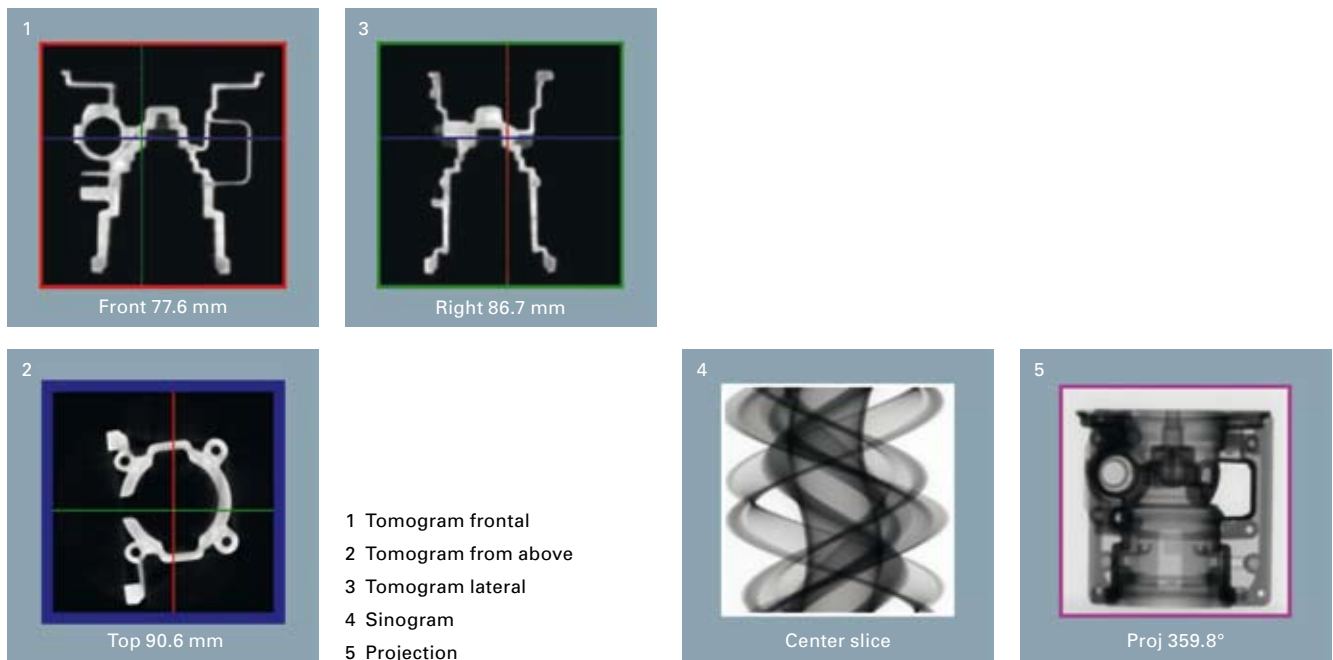 1
Front 77.6 mm
3
Right 86.7 mm
2
Top 90.6 mm
1 Tomogram frontal
2 Tomogram from above
3 Tomogram lateral
4 Sinogram
5 Projection
4
Center slice
5
Proj 359.8°